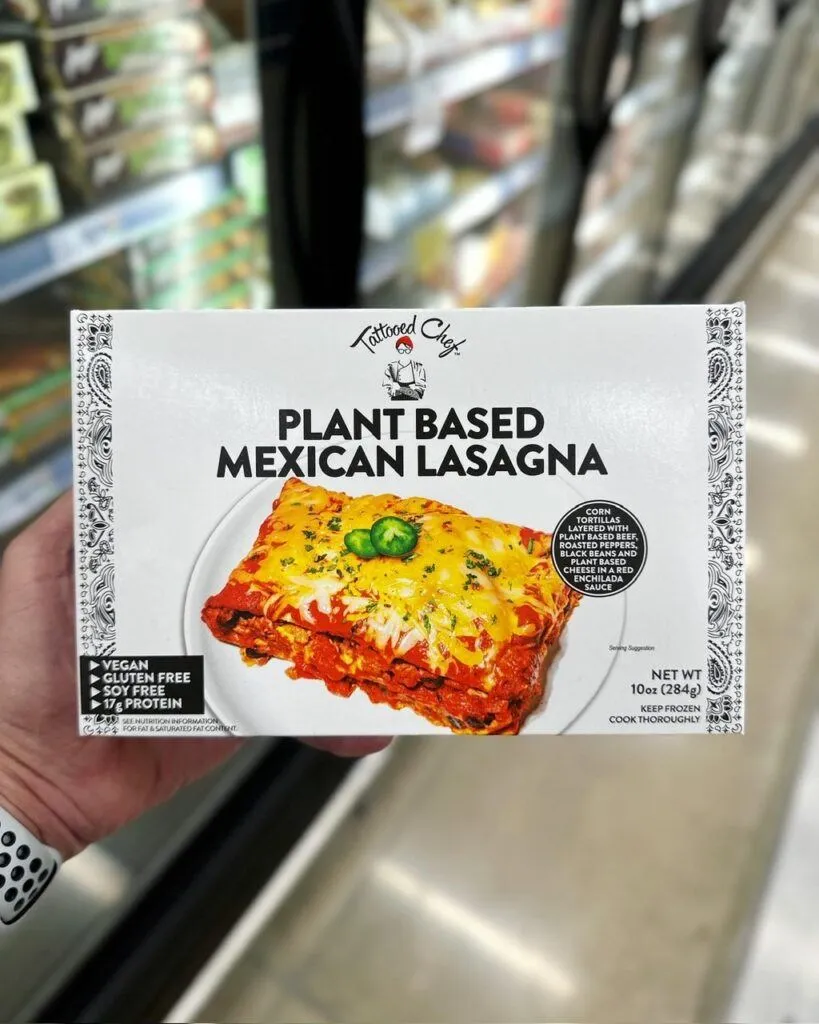 Tattooed Chef™
PLANT BASED
MEXICAN LASAGNA
CORN
TORTILLAS
LAYERED WITH
PLANT BASED BEEF,
ROASTED PEPPERS,
BLACK BEANS AND
PLANT BASED
CHEESE IN A RED
ENCHILADA
SAUCE
Serving Suggestion
▶ VEGAN
▶ GLUTEN FREE
▶ SOY FREE
▶ 17g PROTEIN
SEE NUTRITION INFORMATION
FOR FAT & SATURATED FAT CONTENT.
NET WT
10oz (284g)
KEEP FROZEN
COOK THOROUGHLY